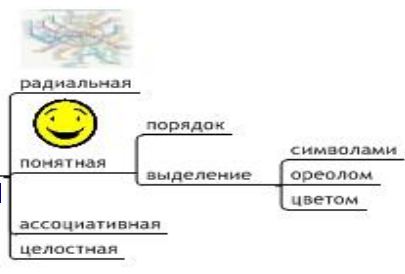 радиальная
понятная
порядок
выделение
символами
ореолом
цветом
ассоциативная
целостная